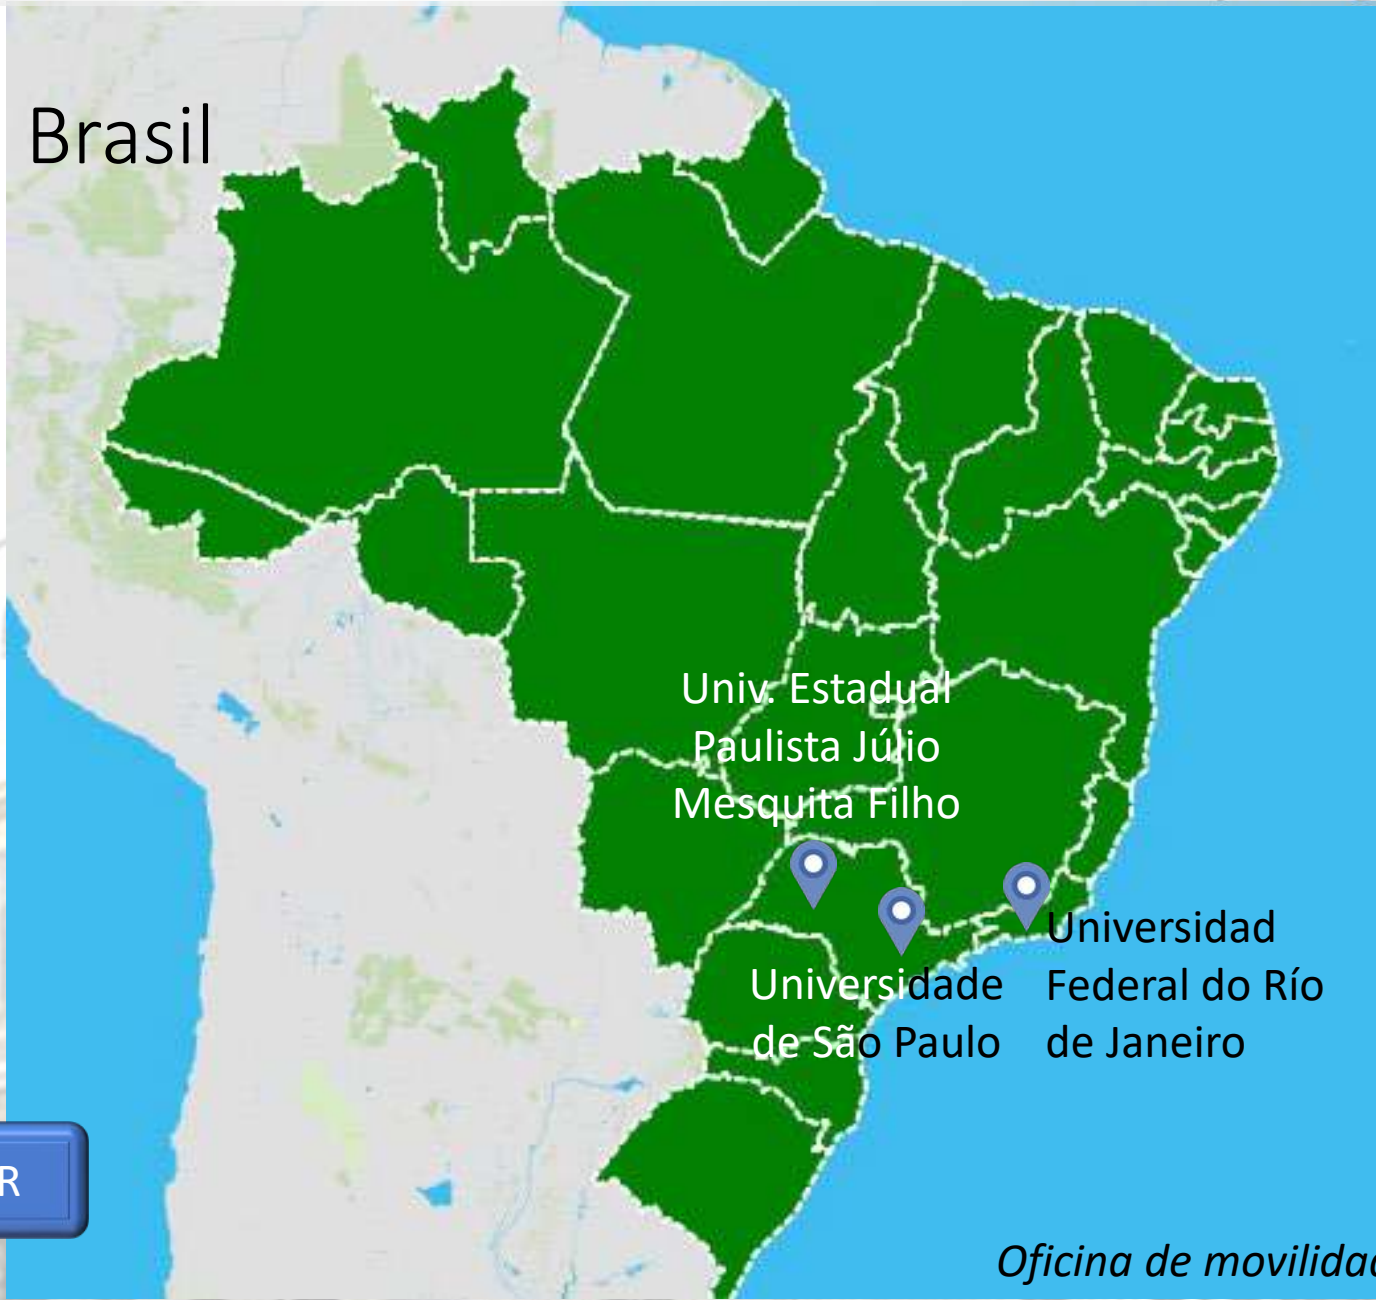 Brasil
Univ. Estadual
Paulista Júlio
Mesquita Filho
Universidade
de São Paulo
Universidad
Federal do Río
de Janeiro
R
Oficina de movilidad